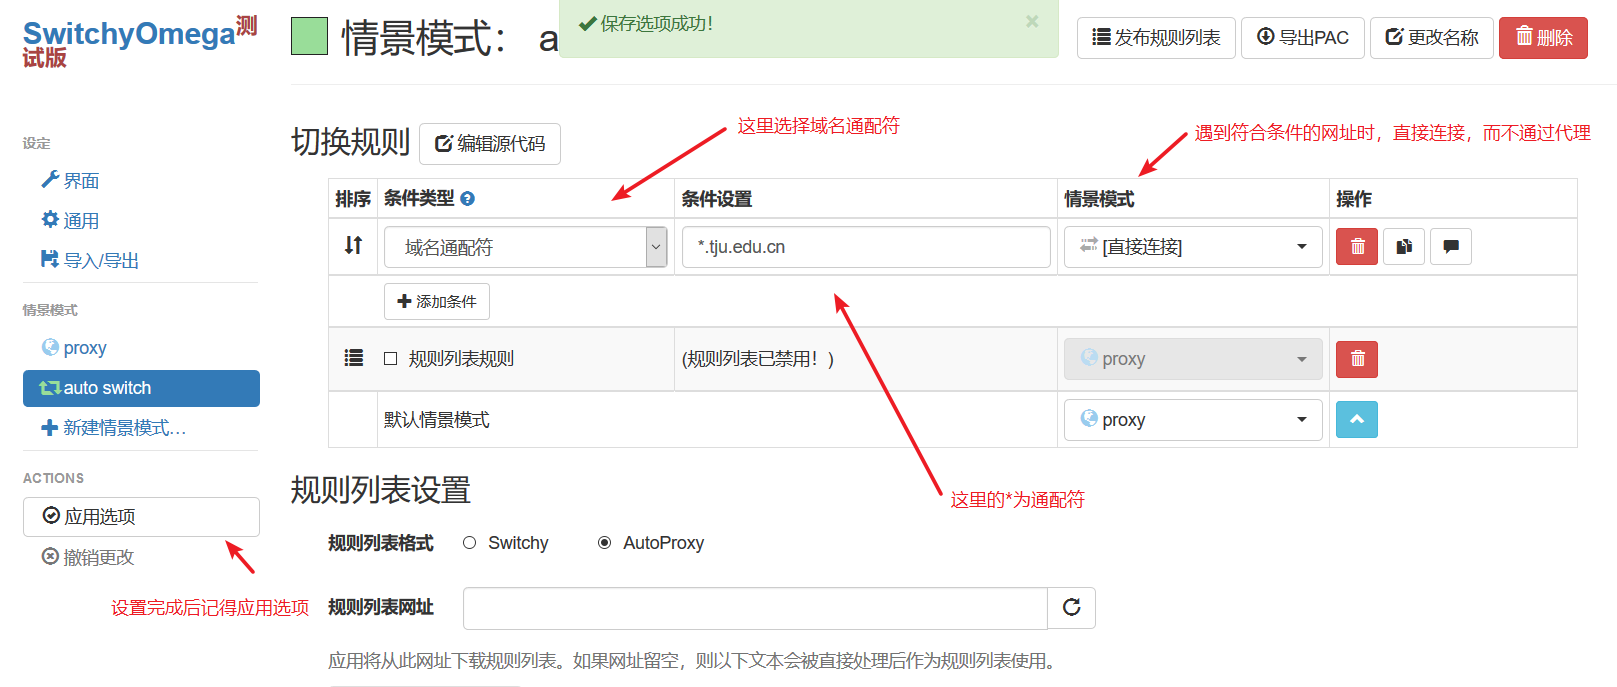 SwitchyOmega测
试版
情景模式： a
保存选项成功！
×
发布规则列表
导出PAC
更改名称
删除
设定
界面
通用
导入/导出
情景模式
proxy
auto switch
新建情景模式…
ACTIONS
应用选项
撤销更改
设置完成后记得应用选项
切换规则
编辑源代码
这里选择域名通配符
遇到符合条件的网址时，直接连接，而不通过代理
排序 条件类型 ? 条件设置 情景模式 操作
域名通配符 *.tju.edu.cn [直接连接]
添加条件
规则列表规则 (规则列表已禁用！) proxy
默认情景模式 proxy
这里的*为通配符
规则列表设置
规则列表格式 Switchy AutoProxy
规则列表网址
应用将从此网址下载规则列表。如果网址留空，则以下文本会被直接处理后作为规则列表使用。